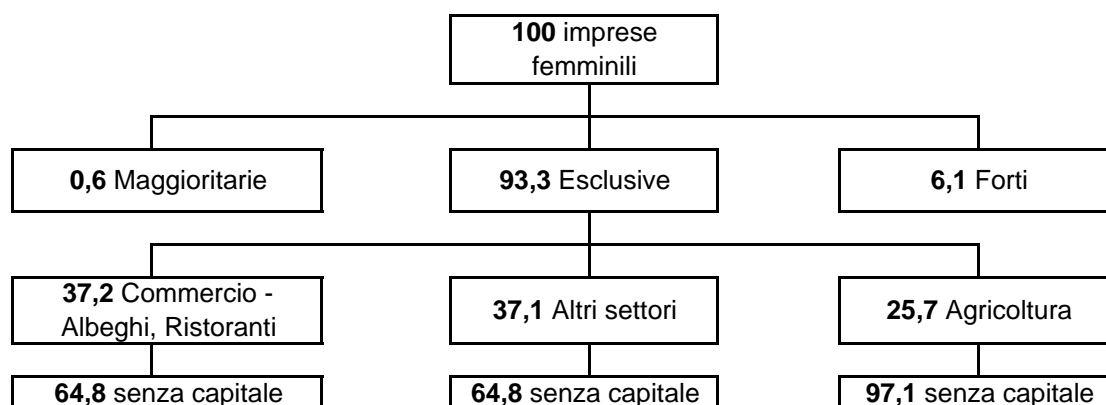 100 imprese
femminili
0,6 Maggioritarie
93,3 Esclusive
6,1 Forti
37,2 Commercio -
Albeghi, Ristoranti
37,1 Altri settori
25,7 Agricoltura
64,8 senza capitale
64,8 senza capitale
97,1 senza capitale